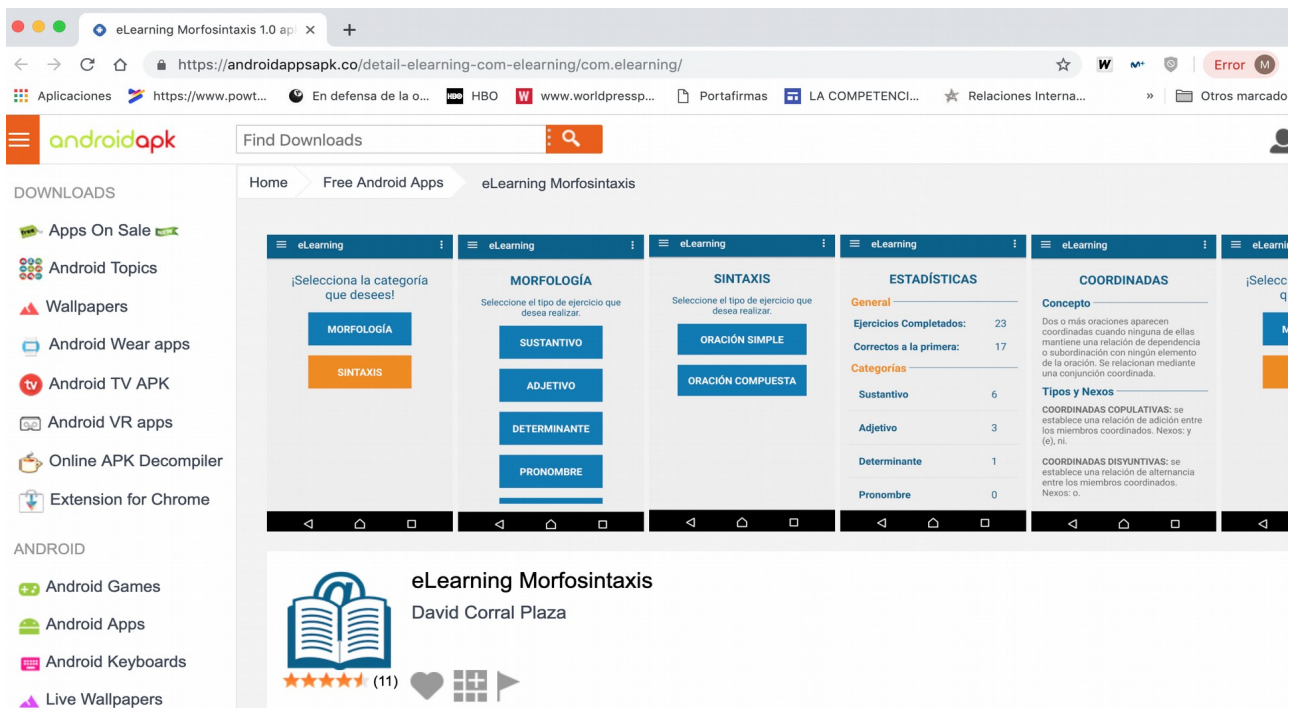 eLearning Morfosintaxis 1.0 ap
https://androidappsapk.co/detail-elearning-com-elearning/com.elearning/
W
M+
Error M
Aplicaciones
https://www.powt...
En defensa de la o...
HBO HBO
W www.worldpressp...
Portafirmas
LA COMPETENCI...
Relaciones Interna...
»
Otros marcado
androidapk
Find Downloads
DOWNLOADS
Apps On Sale
Android Topics
Wallpapers
Android Wear apps
tv Android TV APK
Android VR apps
Online APK Decompiler
Extension for Chrome
ANDROID
Android Games
Android Apps
Android Keyboards
Live Wallpapers
Home
Free Android Apps
eLearning Morfosintaxis
eLearning
¡Selecciona la categoría
que desees!
MORFOLOGÍA
SINTAXIS
eLearning
MORFOLOGÍA
Seleccione el tipo de ejercicio que
desea realizar.
SUSTANTIVO
ADJETIVO
DETERMINANTE
PRONOMBRE
eLearning
SINTAXIS
Seleccione el tipo de ejercicio que
desea realizar.
ORACIÓN SIMPLE
ORACIÓN COMPUESTA
eLearning
ESTADÍSTICAS
General
Ejercicios Completados: 23
Correctos a la primera: 17
Categorías
Sustantivo 6
Adjetivo 3
Determinante 1
Pronombre 0
eLearning
COORDINADAS
Concepto
Dos o más oraciones aparecen
coordinadas cuando ninguna de ellas
mantiene una relación de dependencia
o subordinación con ningún elemento
de la oración. Se relacionan mediante
una conjunción coordinada.
Tipos y Nexos
COORDINADAS COPULATIVAS: se
establece una relación de adición entre
los miembros coordinados. Nexos: y
(e), ni.
COORDINADAS DISYUNTIVAS: se
establece una relación de alternancia
entre los miembros coordinados.
Nexos: o.
eLearni
¡Selecc
q
M
@
eLearning Morfosintaxis
David Corral Plaza
(11)